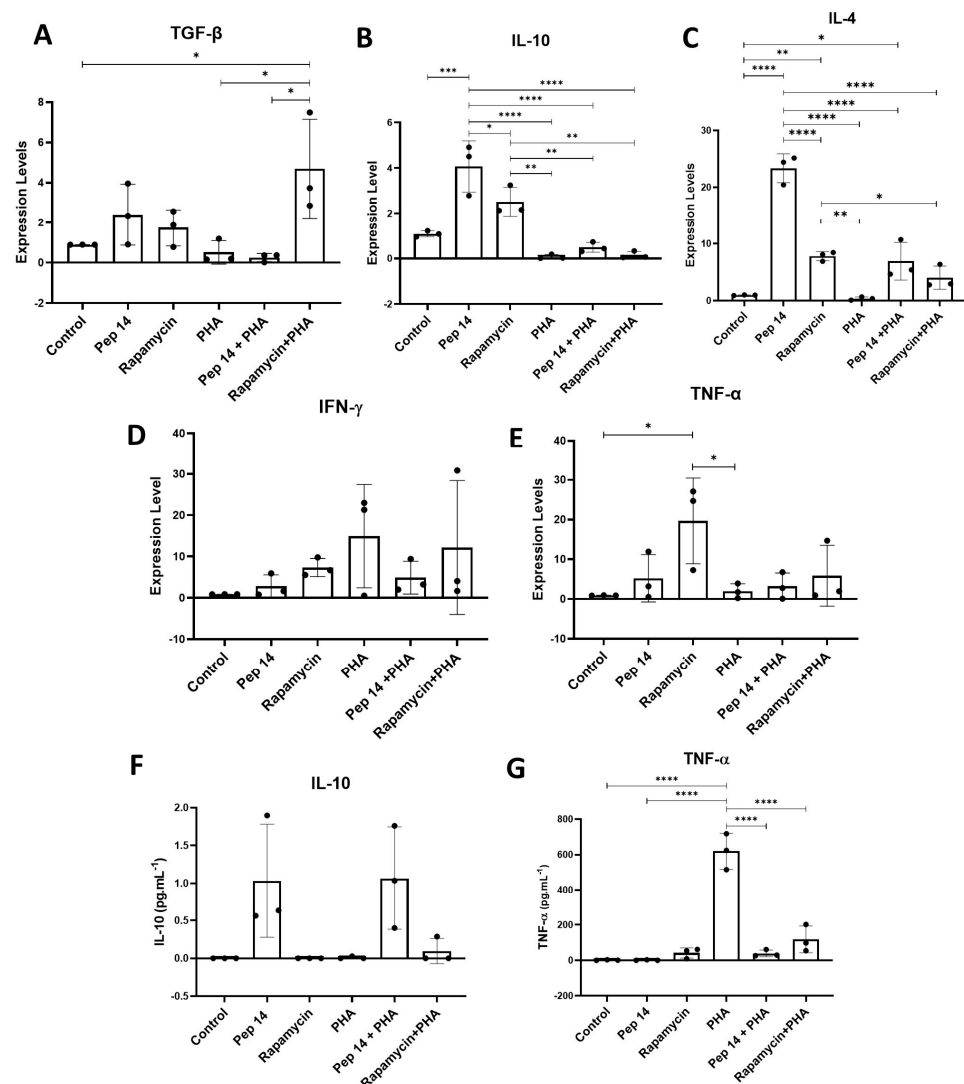 A
TGF-β
*
*
*
Expression Level
8
6
4
2
0
-2
Control
Pep 14
Rapamycin
PHA
Pep 14 + PHA
Rapamycin+PHA
B
IL-10
***
****
****
****
*
**
**
**
Expression Level
6
4
2
0
-2
Control
Pep 14
Rapamycin
PHA
Pep 14 + PHA
Rapamycin+PHA
C
IL-4
*
**
****
****
****
****
****
*
**
Expression Levels
30
20
10
0
Control
Pep 14
Rapamycin
PHA
Pep 14 +PHA
Rapamycin+PHA
D
IFN-γ
Expression Level
40
30
20
10
0
-10
Control
Pep 14
Rapamycin
PHA
Pep 14 +PHA
Rapamycin+PHA
E
TNF-α
*
*
Expression Levels
40
30
20
10
0
-10
Control
Pep 14
Rapamycin
PHA
Pep 14 + PHA
Rapamycin+PHA
F
IL-10
IL-10 (pg.mL⁻¹)
2.0
1.5
1.0
0.5
0.0
-0.5
Control
Pep 14
Rapamycin
PHA
Pep 14 + PHA
Rapamycin+PHA
G
TNF-α
****
****
****
****
TNF-α (pg.mL⁻¹)
800
600
400
200
0
-200
Control
Pep 14
Rapamycin
PHA
Pep 14 + PHA
Rapamycin+PHA